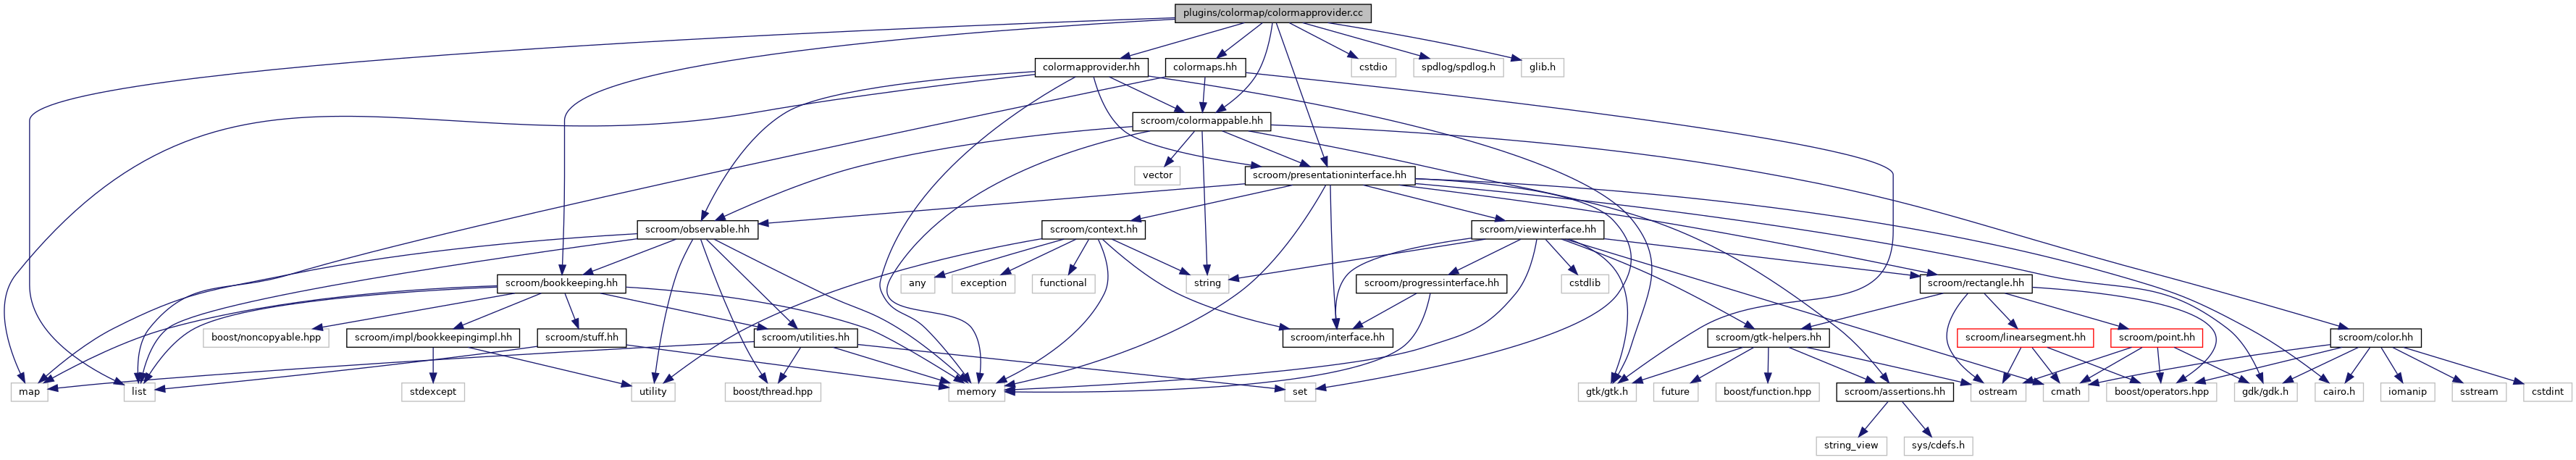 plugins/colormap/colormapprovider.cc
colormapprovider.hh
colormaps.hh
cstdio
spdlog/spdlog.h
glib.h
scroom/colormappable.hh
vector
scroom/presentationinterface.hh
scroom/observable.hh
scroom/context.hh
scroom/viewinterface.hh
scroom/bookkeeping.hh
any
exception
functional
string
scroom/progressinterface.hh
cstdlib
scroom/rectangle.hh
boost/noncopyable.hpp
scroom/impl/bookkeepingimpl.hh
scroom/stuff.hh
scroom/utilities.hh
scroom/interface.hh
scroom/gtk-helpers.hh
scroom/linearsegment.hh
scroom/point.hh
scroom/color.hh
map
list
stdexcept
utility
boost/thread.hpp
memory
set
gtk/gtk.h
future
boost/function.hpp
scroom/assertions.hh
ostream
cmath
boost/operators.hpp
gdk/gdk.h
cairo.h
iomanip
sstream
cstdint
string_view
sys/cdefs.h